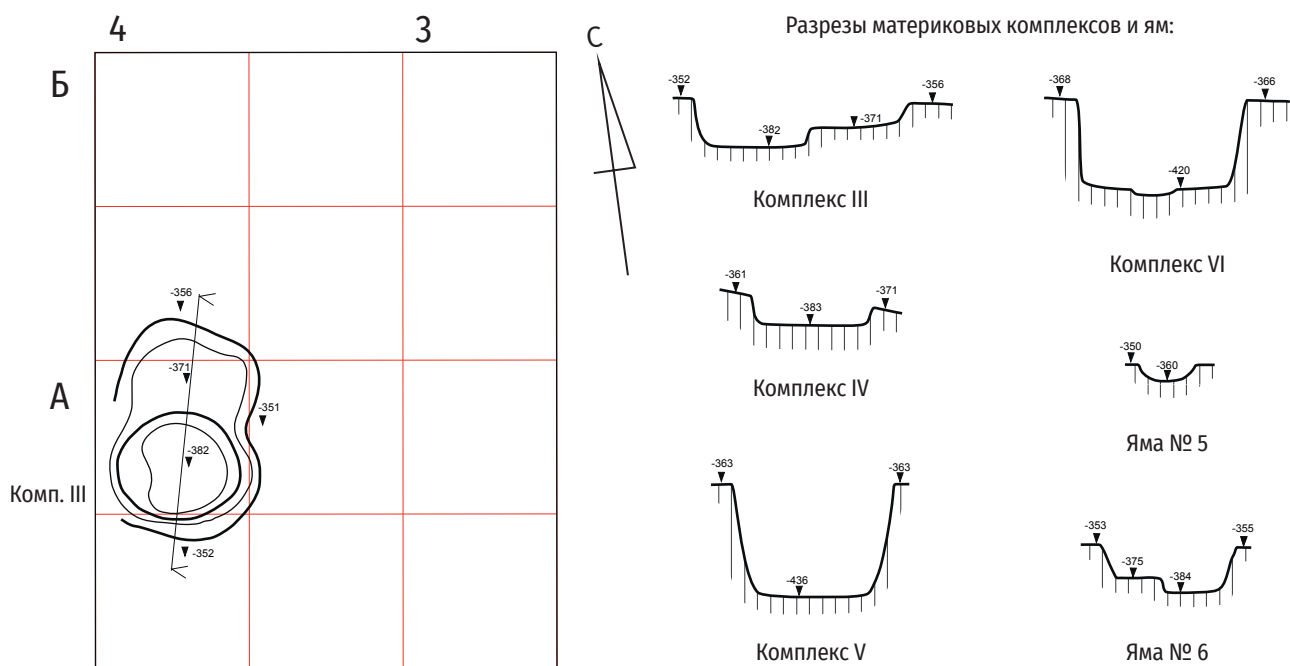 4 3
Б
А
Комп. III
С
-356
-371
-351
-382
-352
Разрезы материковых комплексов и ям:
-352 -382 -371 -356
Комплекс III
-368 -420 -366
Комплекс VI
-361 -383 -371
Комплекс IV
-350 -360
Яма № 5
-363 -436 -363
Комплекс V
-353 -375 -384 -355
Яма № 6